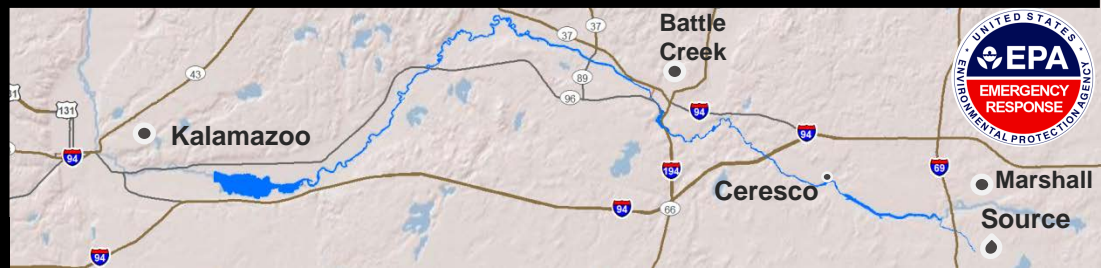 Battle
Creek
37
37
43
89
96
131
31
94
94
94
Kalamazoo
69
194
Ceresco
Marshall
94
66
Source
94
UNITED STATES
ENVIRONMENTAL PROTECTION AGENCY
EPA
EMERGENCY
RESPONSE